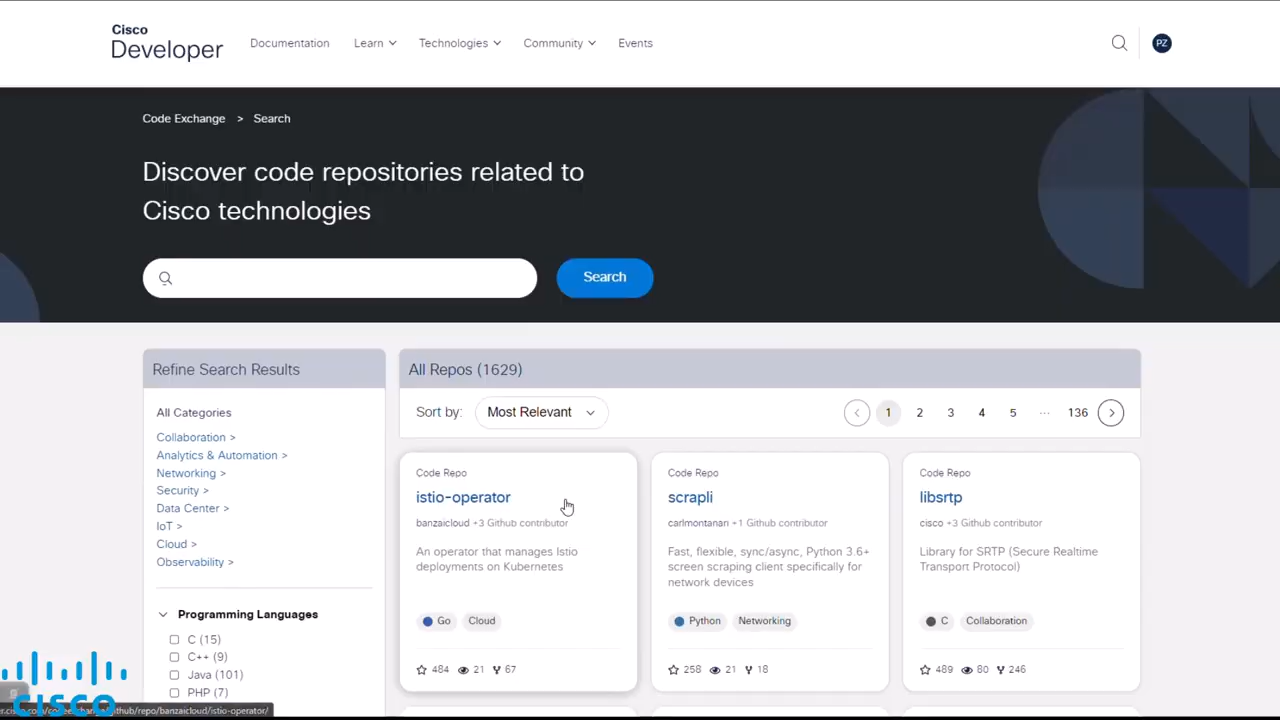 Cisco
Developer
Documentation
Learn
Technologies
Community
Events
PZ
Code Exchange > Search
Discover code repositories related to
Cisco technologies
Search
Refine Search Results
All Categories
Collaboration >
Analytics & Automation >
Networking >
Security >
Data Center >
IoT >
Cloud >
Observability >
Programming Languages
C (15)
C++ (9)
Java (101)
PHP (7)
All Repos (1629)
Sort by:
Most Relevant
1 2 3 4 5 ... 136
Code Repo
istio-operator
banzaicloud +3 Github contributor
An operator that manages Istio
deployments on Kubernetes
Go Cloud
484 21 67
Code Repo
scrapli
carlmontanari +1 Github contributor
Fast, flexible, sync/async, Python 3.6+
screen scraping client specifically for
network devices
Python Networking
258 21 18
Code Repo
libsrtp
cisco +3 Github contributor
Library for SRTP (Secure Realtime
Transport Protocol)
C Collaboration
489 80 246
CISCO